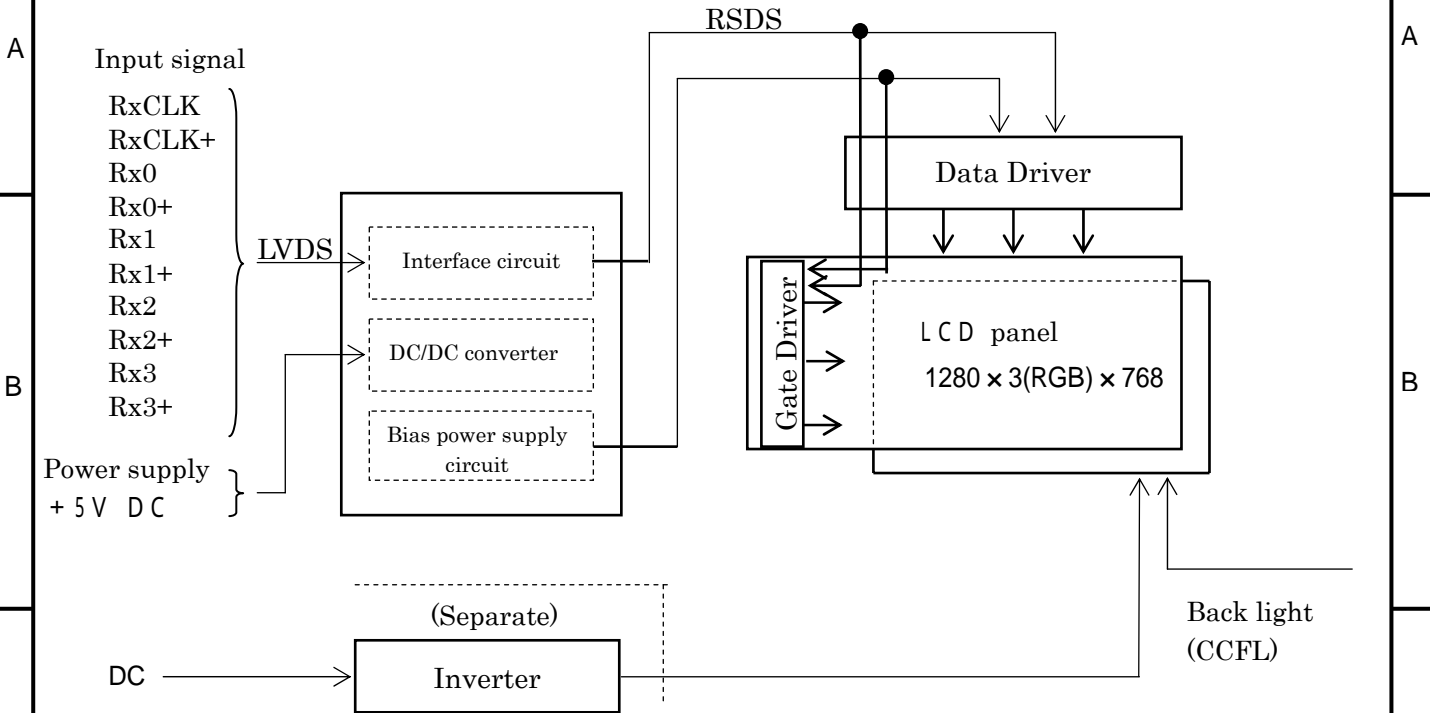 A
A
RSDS
Input signal
RxCLK
RxCLK+
Rx0
Rx0+
Rx1
Rx1+
Rx2
Rx2+
Rx3
Rx3+
LVDS
Interface circuit
DC/DC converter
Bias power supply
circuit
Data Driver
Gate Driver
LCD panel
1280 × 3(RGB) × 768
B
B
Power supply
+5V DC
(Separate)
DC
Inverter
Back light
(CCFL)